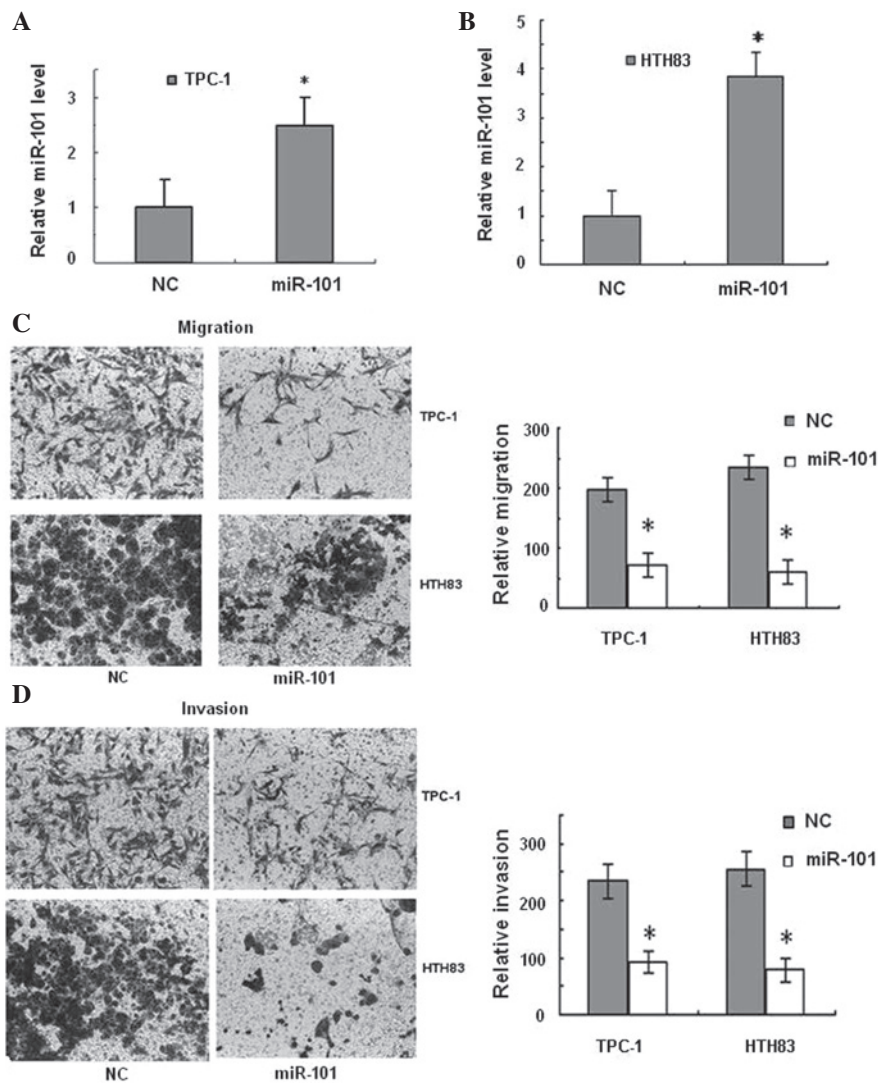 A
Relative miR-101 level
3
2
1
0
TPC-1
*
NC
miR-101
B
Relative miR-101 level
5
4
3
2
1
0
HTH83
*
NC
miR-101
C
Migration
TPC-1
HTH83
NC
miR-101
Relative migration
300
200
100
0
NC
miR-101
*
*
TPC-1
HTH83
D
Invasion
TPC-1
HTH83
NC
miR-101
Relative invasion
300
200
100
0
NC
miR-101
*
*
TPC-1
HTH83